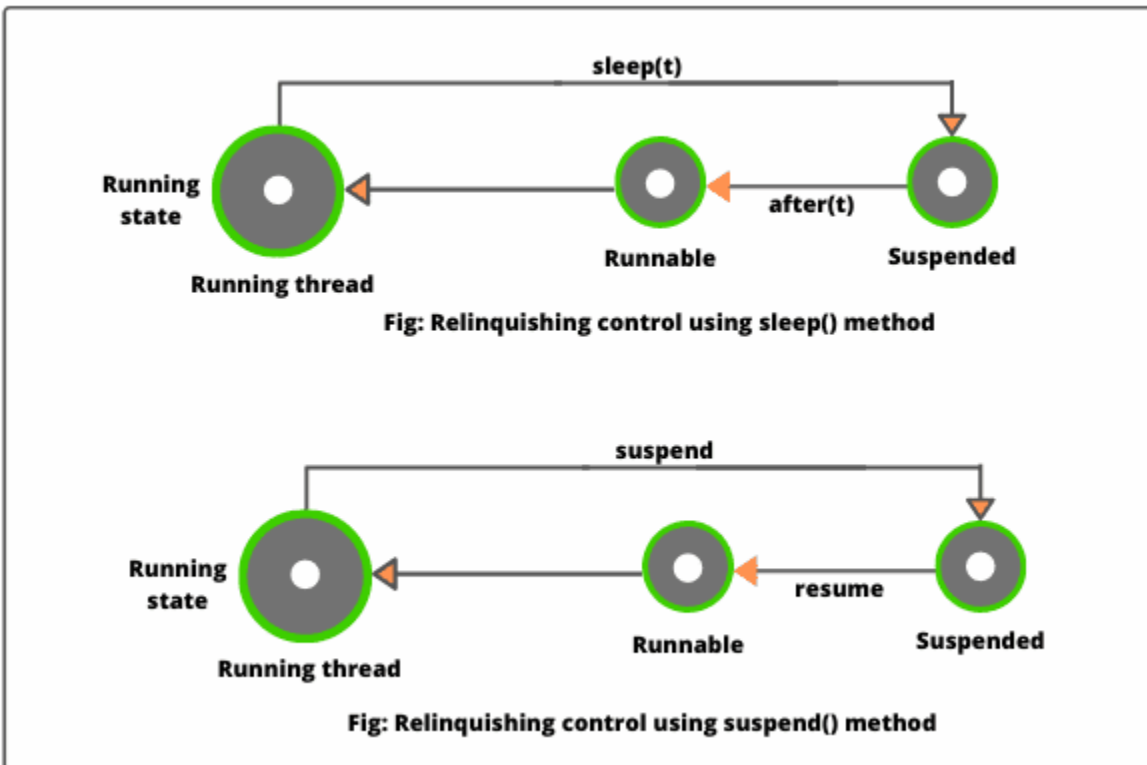 sleep(t)
Running
state
after(t)
Runnable
Suspended
Running thread
Fig: Relinquishing control using sleep() method
suspend
Running
state
resume
Runnable
Suspended
Running thread
Fig: Relinquishing control using suspend() method